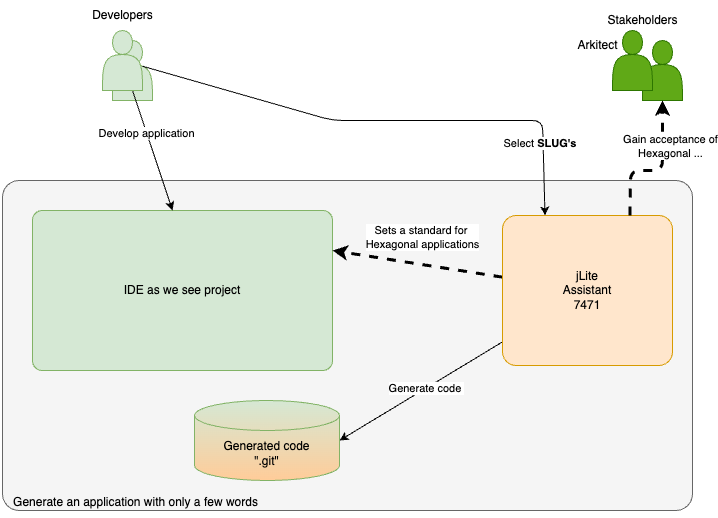 Developers
Stakeholders
Arkitect
Develop application
Select SLUG's
Gain acceptance of
Hexagonal ...
Sets a standard for
Hexagonal applications
IDE as we see project
jLite
Assistant
7471
Generate code
Generated code
".git"
Generate an application with only a few words